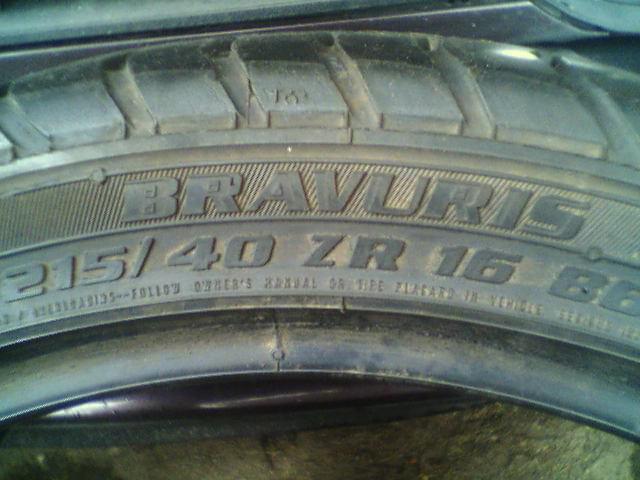 BRAVURIS
215/40 ZR 16 86
FOLLOW OWNER'S MANUAL OR TIRE PLACARD IN VEHICLE